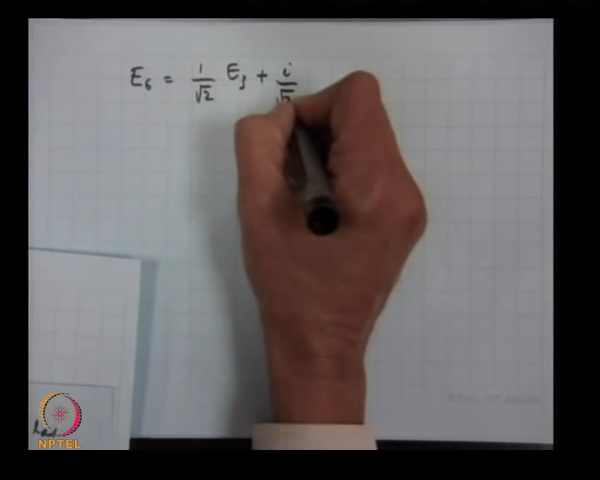 E₆ = 1/√2 E₃ + i/√2
NPTEL